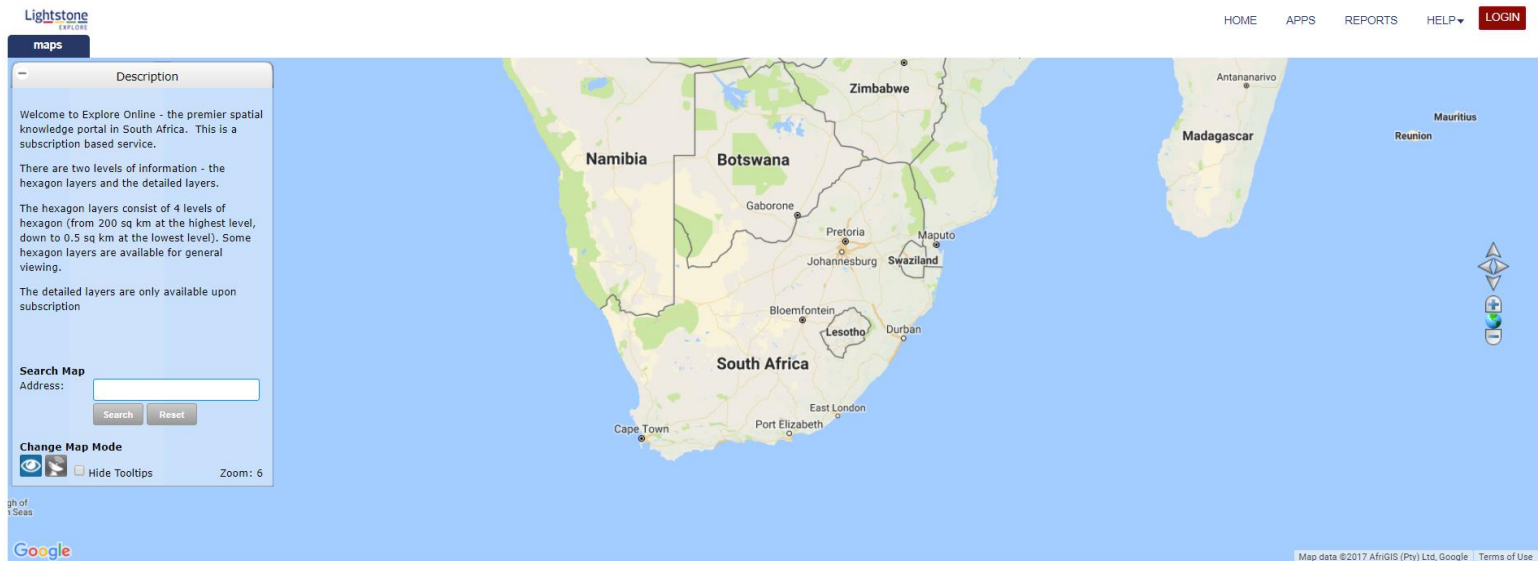 Lightstone
EXPLORE
HOME APPS REPORTS HELP LOGIN
maps
Description
Welcome to Explore Online - the premier spatial
knowledge portal in South Africa. This is a
subscription based service.
There are two levels of information - the
hexagon layers and the detailed layers.
The hexagon layers consist of 4 levels of
hexagon (from 200 sq km at the highest level,
down to 0.5 sq km at the lowest level). Some
hexagon layers are available for general
viewing.
The detailed layers are only available upon
subscription
Search Map
Address:
Search Reset
Change Map Mode
Hide Tooltips Zoom: 6
Zimbabwe
Antananarivo
Mauritius
Reunion
Madagascar
Namibia
Botswana
Gaborone
Pretoria
Maputo
Johannesburg
Swaziland
Bloemfontein
Lesotho
Durban
South Africa
East London
Port Elizabeth
Cape Town
gh of
Seas
Google
Map data ©2017 AfriGIS (Pty) Ltd, Google Terms of Use